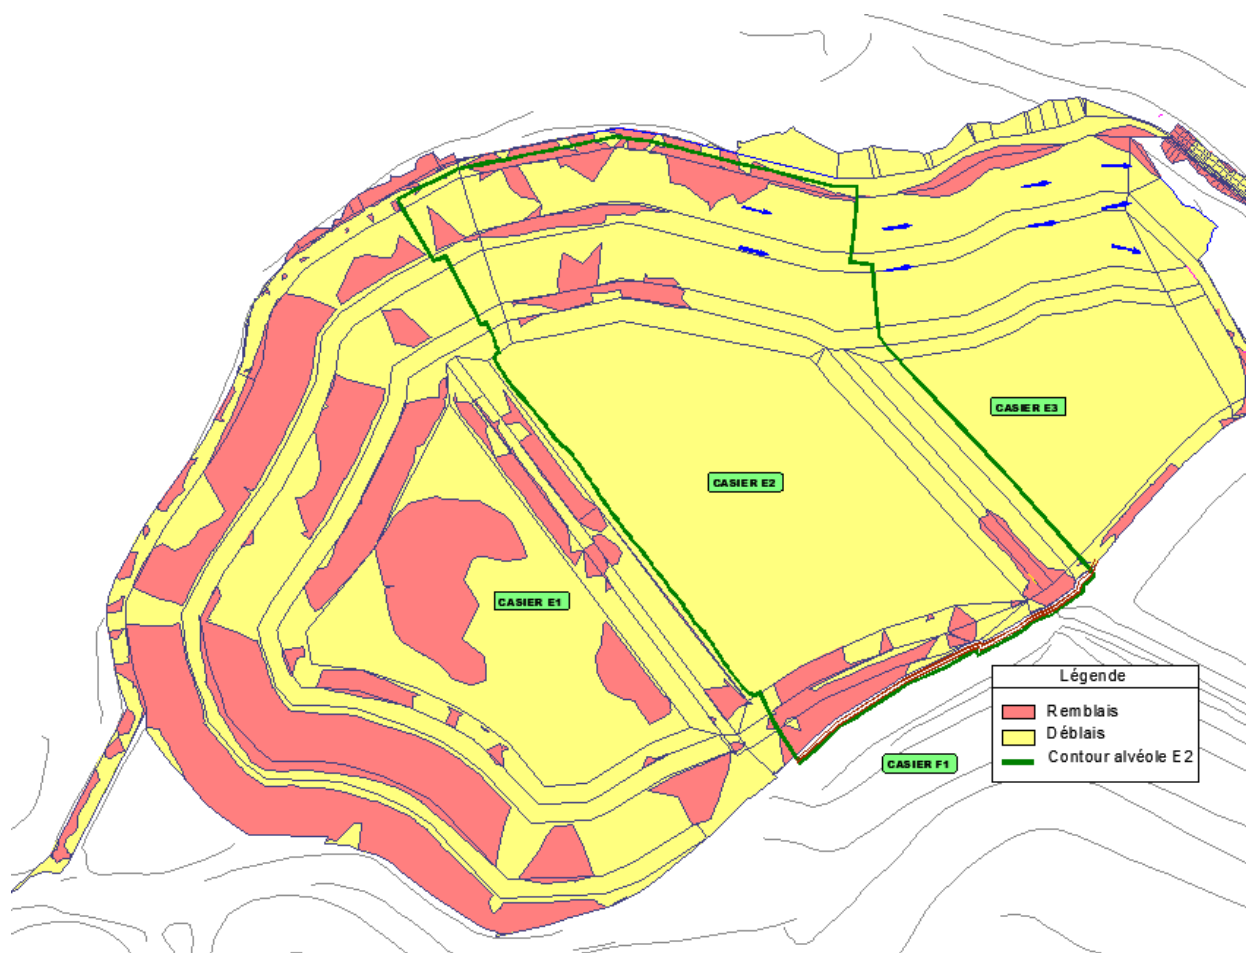 CASIER E3
CASIER E2
CASIER E1
CASIER F1
Légende
Remblais
Déblais
Contour alvéole E2